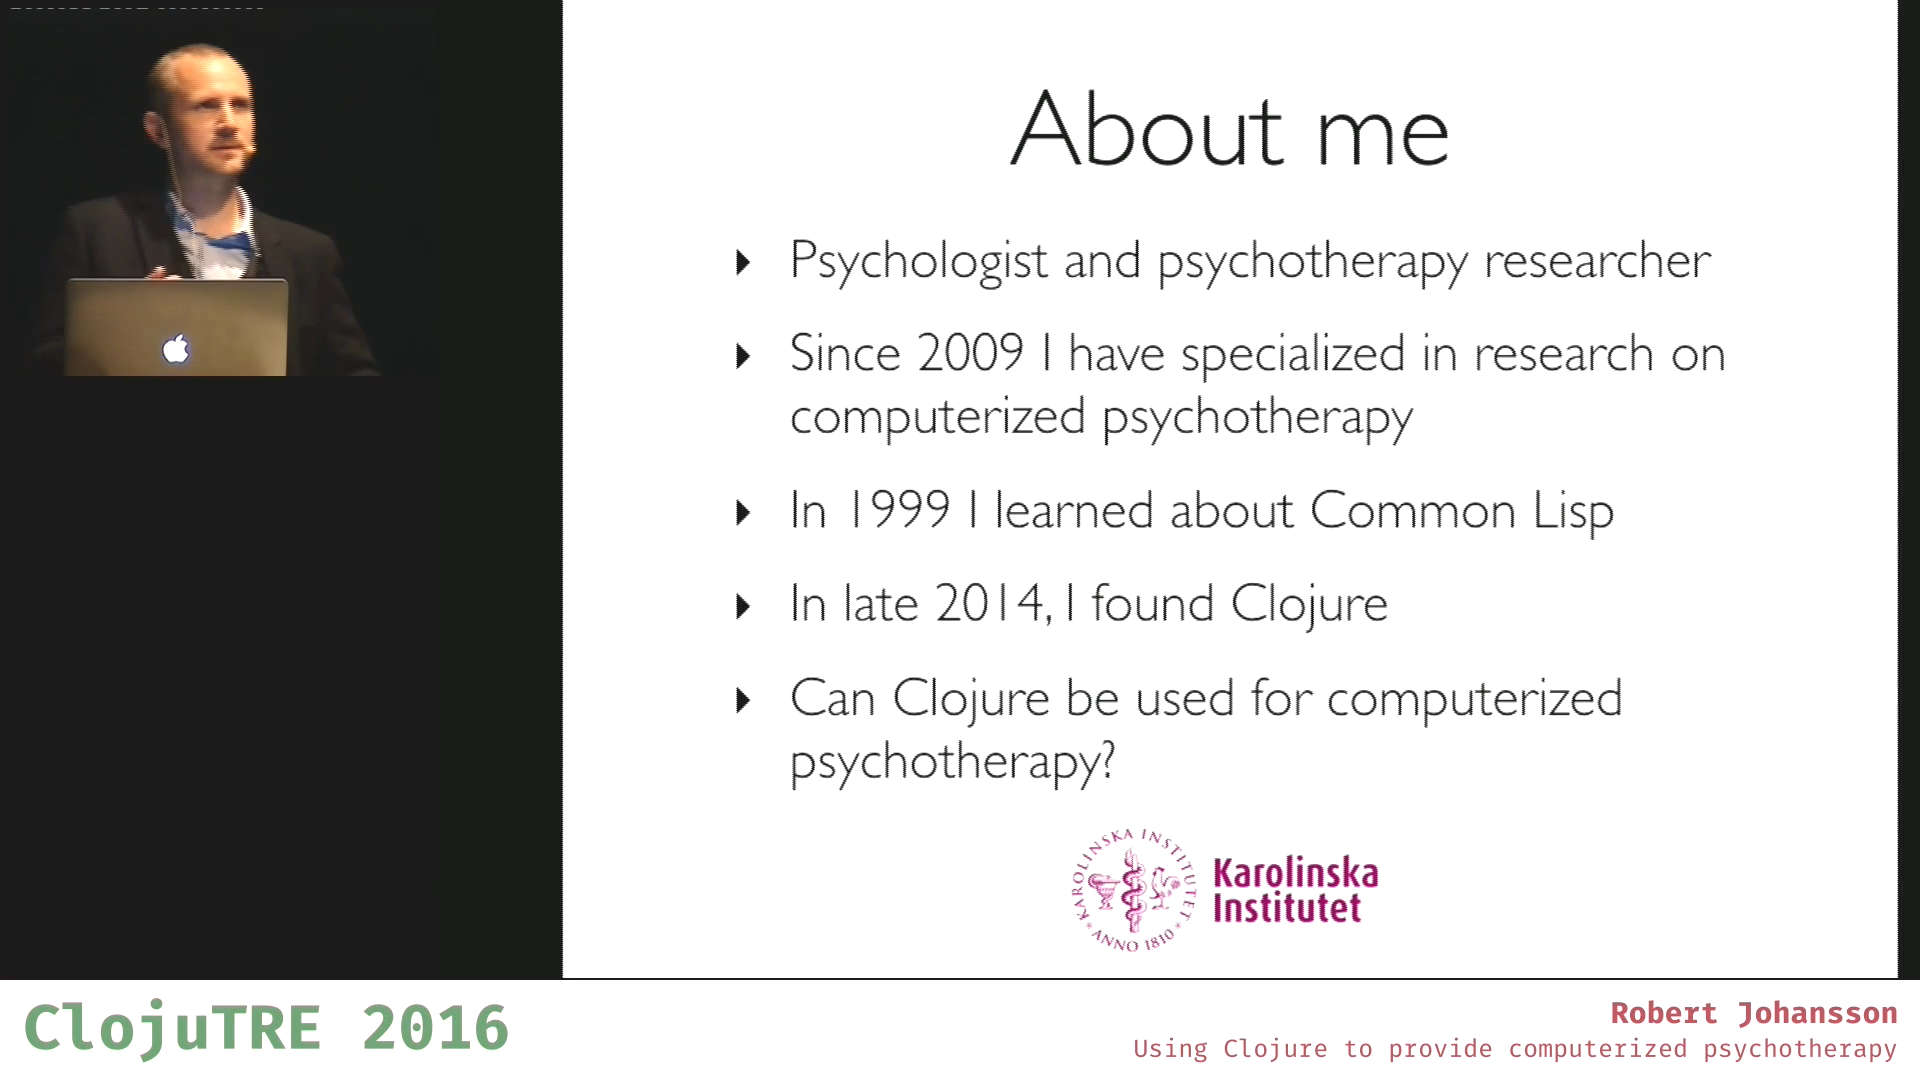 About me
Psychologist and psychotherapy researcher
Since 2009 I have specialized in research on
computerized psychotherapy
In 1999 I learned about Common Lisp
In late 2014, I found Clojure
Can Clojure be used for computerized
psychotherapy?
KAROLINSKA INSTITUTET
ANNO 1810
Karolinska
Institutet
ClojuTRE 2016
Robert Johansson
Using Clojure to provide computerized psychotherapy